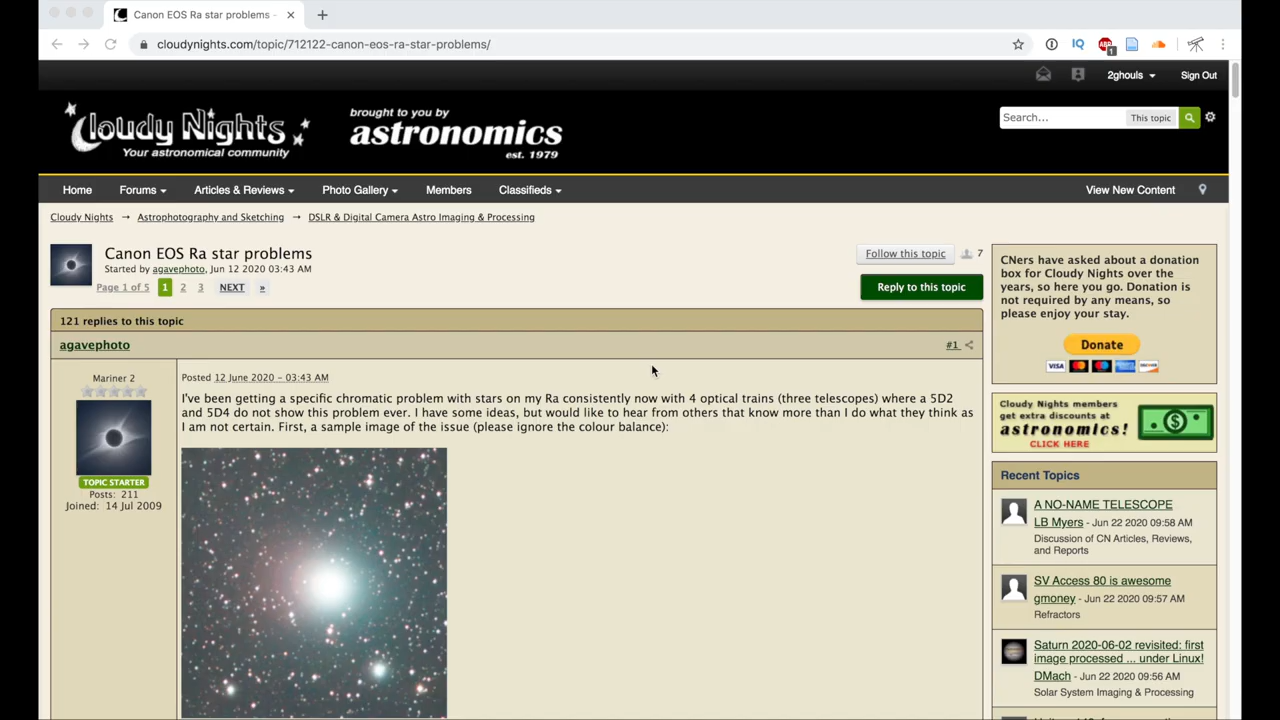 Canon EOS Ra star problems -
cloudynights.com/topic/712122-canon-eos-ra-star-problems/
IQ
ABP
1
2ghouls
Sign Out
Cloudy Nights
Your astronomical community
brought to you by
astronomics
est. 1979
Search...
This topic
Home
Forums
Articles & Reviews
Photo Gallery
Members
Classifieds
View New Content
Cloudy Nights → Astrophotography and Sketching → DSLR & Digital Camera Astro Imaging & Processing
Canon EOS Ra star problems
Started by agavephoto, Jun 12 2020 03:43 AM
Page 1 of 5 1 2 3 NEXT »
Follow this topic
7
Reply to this topic
121 replies to this topic
agavephoto
#1
Mariner 2
TOPIC STARTER
Posts: 211
Joined: 14 Jul 2009
Posted 12 June 2020 - 03:43 AM
I've been getting a specific chromatic problem with stars on my Ra consistently now with 4 optical trains (three telescopes) where a 5D2
and 5D4 do not show this problem ever. I have some ideas, but would like to hear from others that know more than I do what they think as
I am not certain. First, a sample image of the issue (please ignore the colour balance):
CNers have asked about a donation
box for Cloudy Nights over the
years, so here you go. Donation is
not required by any means, so
please enjoy your stay.
Donate
VISA
Cloudy Nights members
get extra discounts at
astronomics!
CLICK HERE
Recent Topics
A NO-NAME TELESCOPE
LB Myers - Jun 22 2020 09:58 AM
Discussion of CN Articles, Reviews,
and Reports
SV Access 80 is awesome
gmoney - Jun 22 2020 09:57 AM
Refractors
Saturn 2020-06-02 revisited: first
image processed ... under Linux!
DMach - Jun 22 2020 09:56 AM
Solar System Imaging & Processing